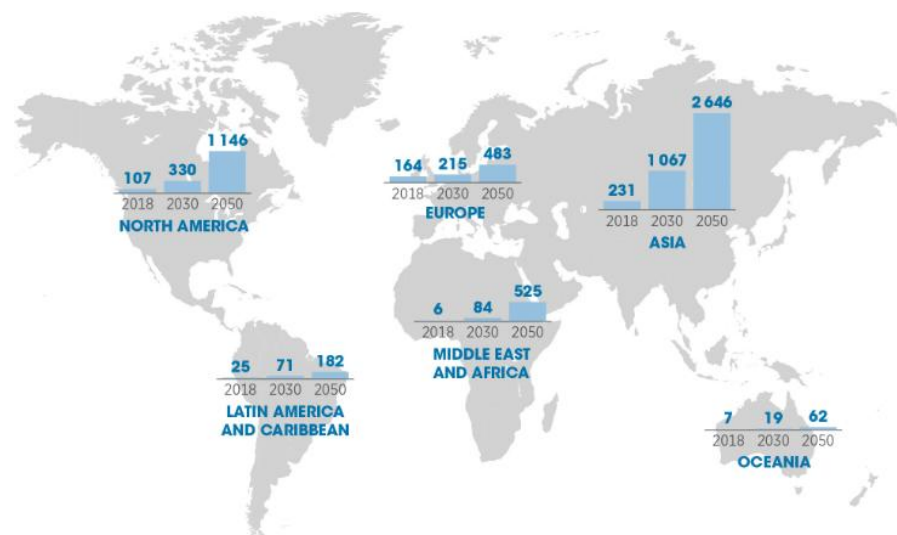 107 330 1 146
2018 2030 2050
NORTH AMERICA
164 215 483
2018 2030 2050
EUROPE
231 1 067 2 646
2018 2030 2050
ASIA
6 84 525
2018 2030 2050
MIDDLE EAST
AND AFRICA
25 71 182
2018 2030 2050
LATIN AMERICA
AND CARIBBEAN
7 19 62
2018 2030 2050
OCEANIA